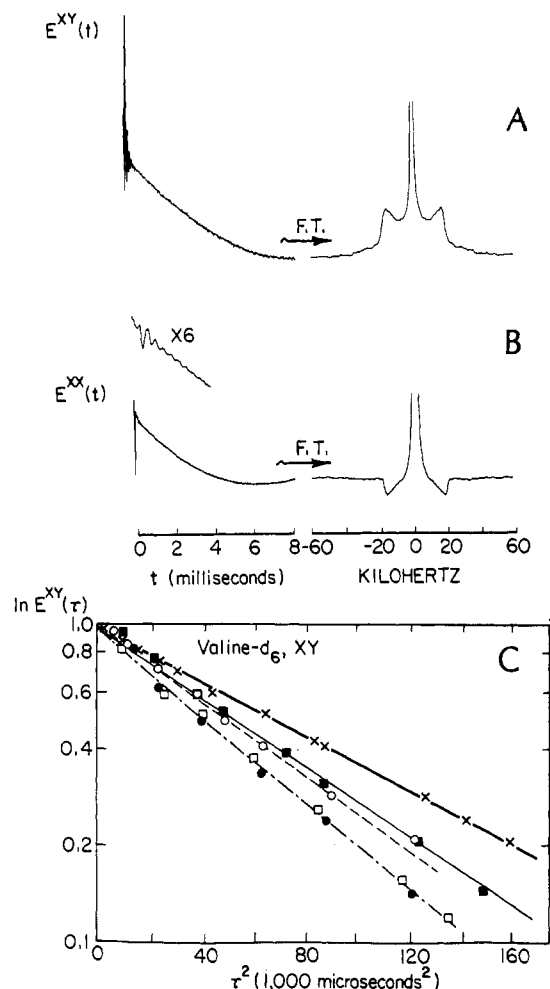 E^XY(t)
A
F.T.
X6
B
E^XX(t)
F.T.
0 2 4 6 8 -60 -20 0 20 60
t (milliseconds) KILOHERTZ
ln E^XY(τ)
1.0
Valine-d₆, XY
C
0.8
0.6
0.4
0.2
0.1
0 40 80 120 160
τ² (1,000 microseconds²)